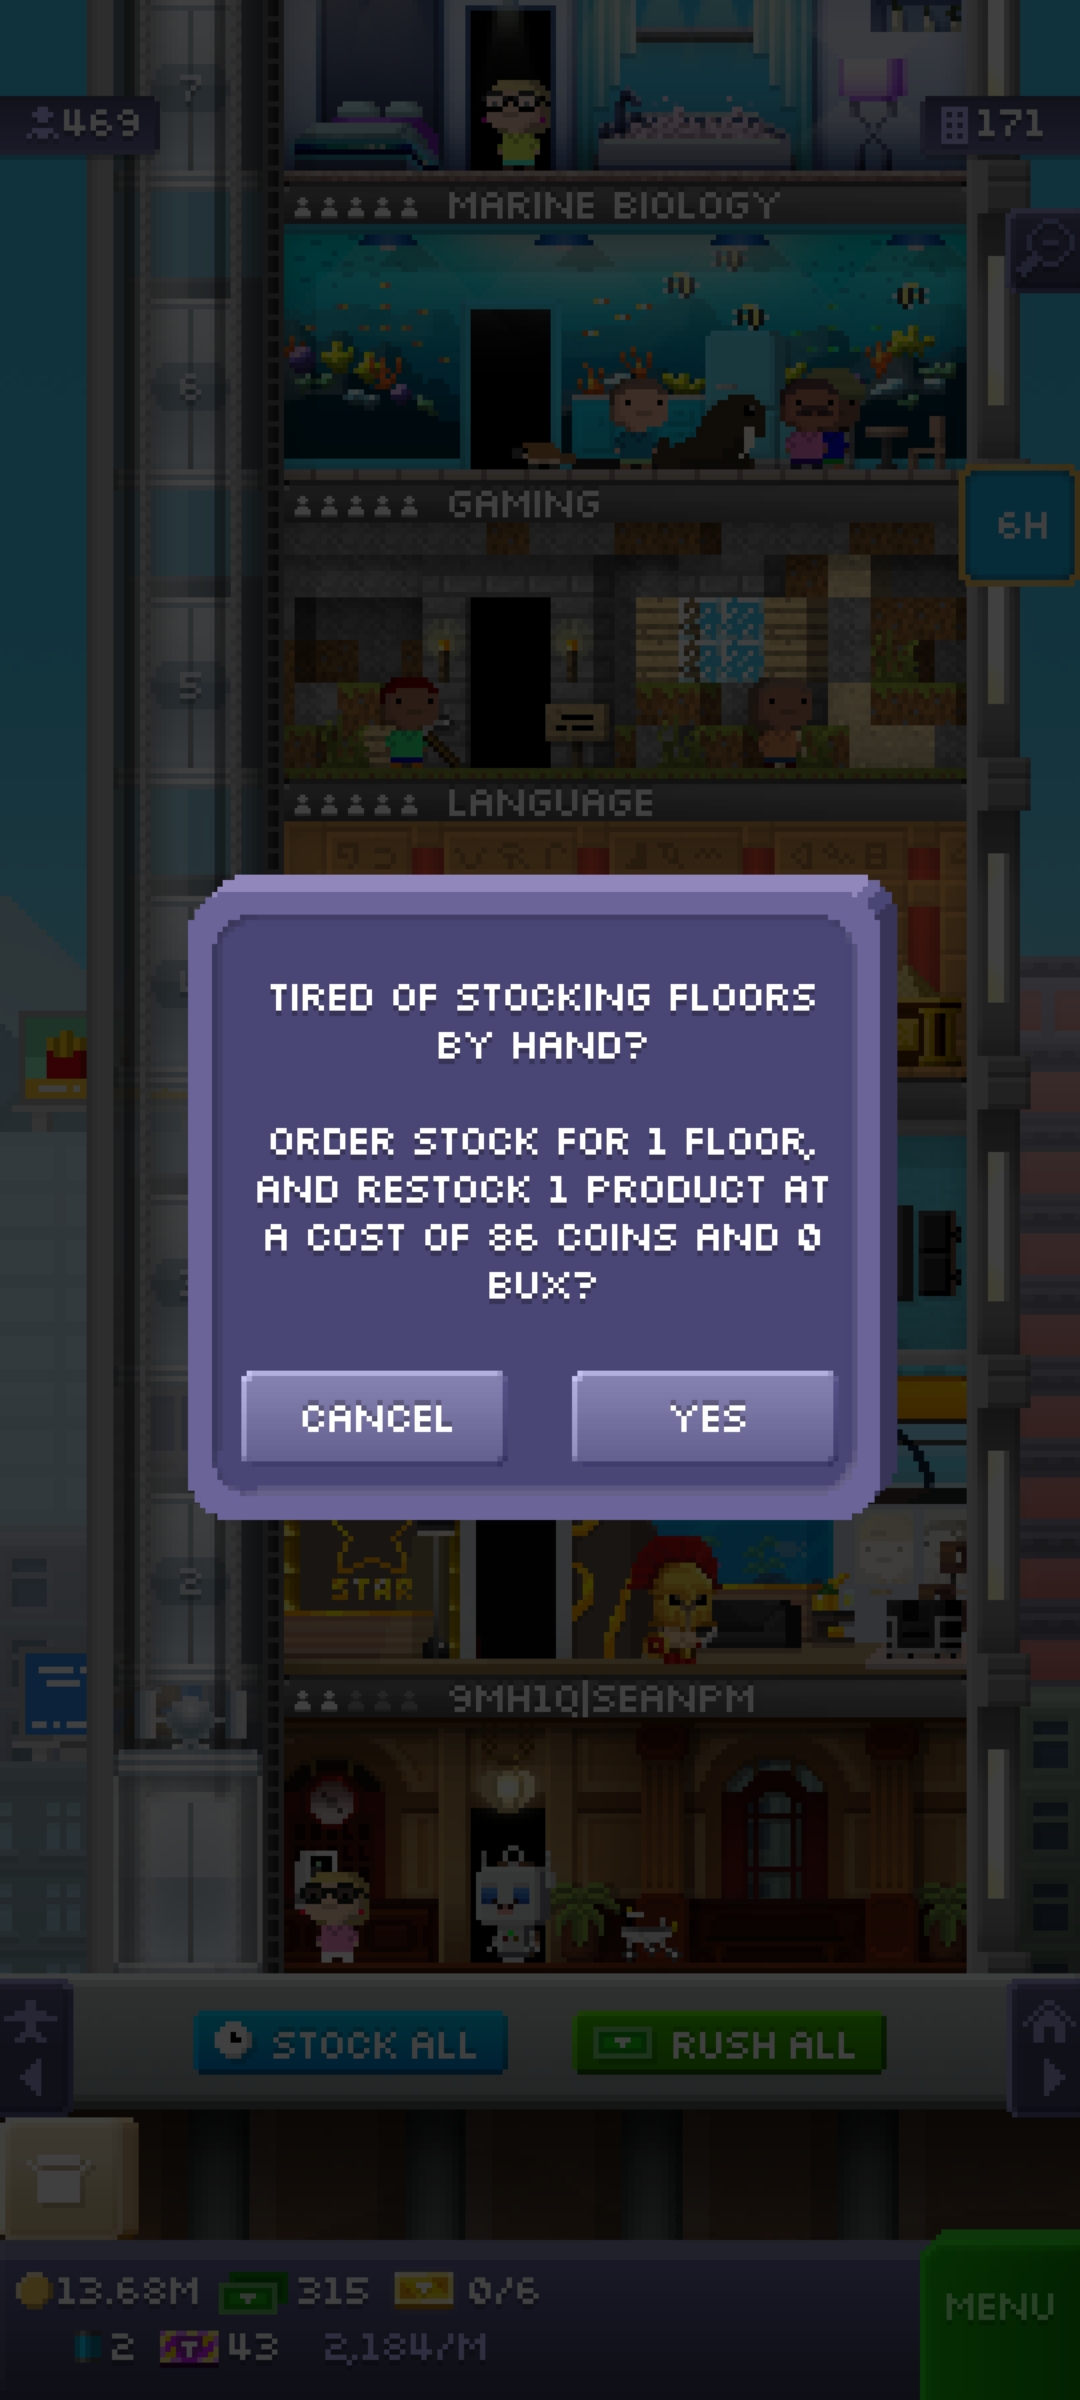 7
469
171
MARINE BIOLOGY
6
GAMING
6H
5
LANGUAGE
TIRED OF STOCKING FLOORS
BY HAND?
ORDER STOCK FOR 1 FLOOR,
AND RESTOCK 1 PRODUCT AT
A COST OF 86 COINS AND 0
BUX?
CANCEL
YES
STAR
2
9MH1Q|SEANPM
STOCK ALL
RUSH ALL
13.68M
315
0/6
MENU
2
43
2,184/M